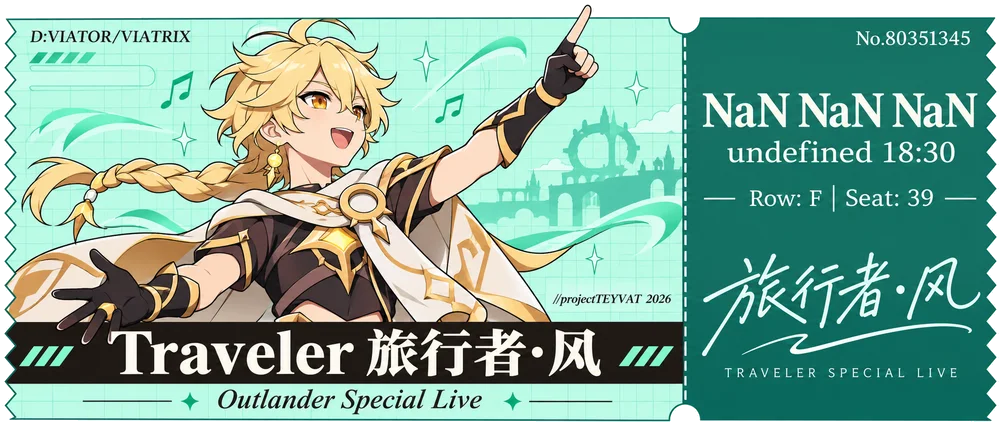 D:VIATOR/VIATRIX
//projectTEYVAT 2026
Traveler 旅行者·风
Outlander Special Live
No.80351345
NaN NaN NaN
undefined 18:30
Row: F | Seat: 39
旅行者·风
TRAVELER SPECIAL LIVE